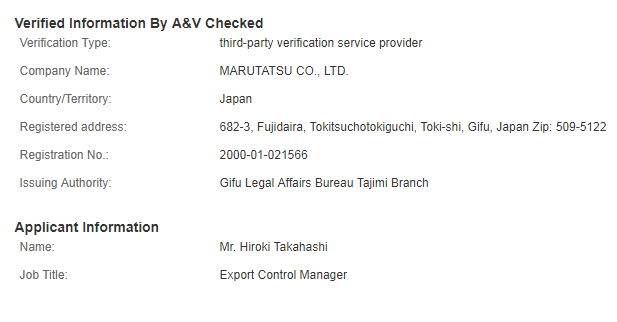 Verified Information By A&V Checked
Verification Type: third-party verification service provider
Company Name: MARUTATSU CO., LTD.
Country/Territory: Japan
Registered address: 682-3, Fujidaira, Tokitsuchotokiguchi, Toki-shi, Gifu, Japan Zip: 509-5122
Registration No.: 2000-01-021566
Issuing Authority: Gifu Legal Affairs Bureau Tajimi Branch
Applicant Information
Name: Mr. Hiroki Takahashi
Job Title: Export Control Manager